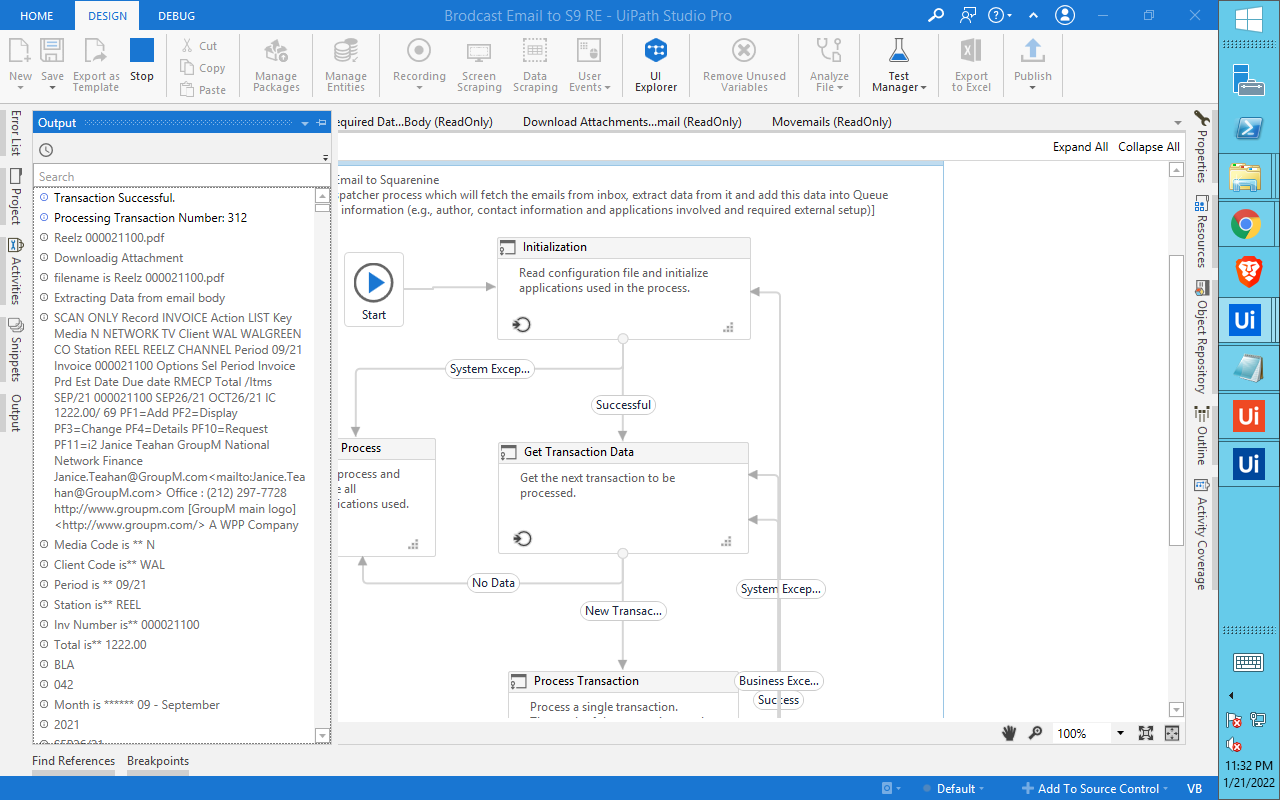 HOME DESIGN DEBUG Brodcast Email to S9 RE - UiPath Studio Pro
New Save Export as Template Stop
Cut
Copy
Paste
Manage Packages Manage Entities Recording Screen Scraping Data Scraping User Events UI Explorer Remove Unused Variables Analyze File Test Manager Export to Excel Publish
Error List
Project
Activities
Snippets
Output
Output
Search
Transaction Successful.
Processing Transaction Number: 312
Reelz 000021100.pdf
Downloadig Attachment
filename is Reelz 000021100.pdf
Extracting Data from email body
SCAN ONLY Record INVOICE Action LIST Key
Media N NETWORK TV Client WAL WALGREEN
CO Station REEL REELZ CHANNEL Period 09/21
Invoice 000021100 Options Sel Period Invoice
Prd Est Date Due date RMECP Total /Itms
SEP/21 000021100 SEP26/21 OCT26/21 IC
1222.00/ 69 PF1=Add PF2=Display
PF3=Change PF4=Details PF10=Request
PF11=i2 Janice Teahan GroupM National
Network Finance
Janice.Teahan@GroupM.com<mailto:Janice.Tea
han@GroupM.com> Office : (212) 297-7728
http://www.groupm.com [GroupM main logo]
<http://www.groupm.com/> A WPP Company
Media Code is ** N
Client Code is** WAL
Period is ** 09/21
Station is** REEL
Inv Number is** 000021100
Total is** 1222.00
BLA
042
Month is ****** 09 - September
2021
SEP26/21
Find References Breakpoints
equired Dat...Body (ReadOnly) Download Attachments...mail (ReadOnly) Movemails (ReadOnly)
Expand All Collapse All
Email to Squarenine
patcher process which will fetch the emails from inbox, extract data from it and add this data into Queue
information (e.g., author, contact information and applications involved and required external setup)]
Start
Initialization
Read configuration file and initialize
applications used in the process.
System Excep...
Successful
Process
process and
e all
ications used.
Get Transaction Data
Get the next transaction to be
processed.
No Data
System Excep...
New Transac...
Process Transaction
Process a single transaction.
Business Exce...
Success
100%
Properties
Resources
Object Repository
Outline
Activity Coverage
Default Add To Source Control VB
Ui
Ui
Ui
11:32 PM
1/21/2022